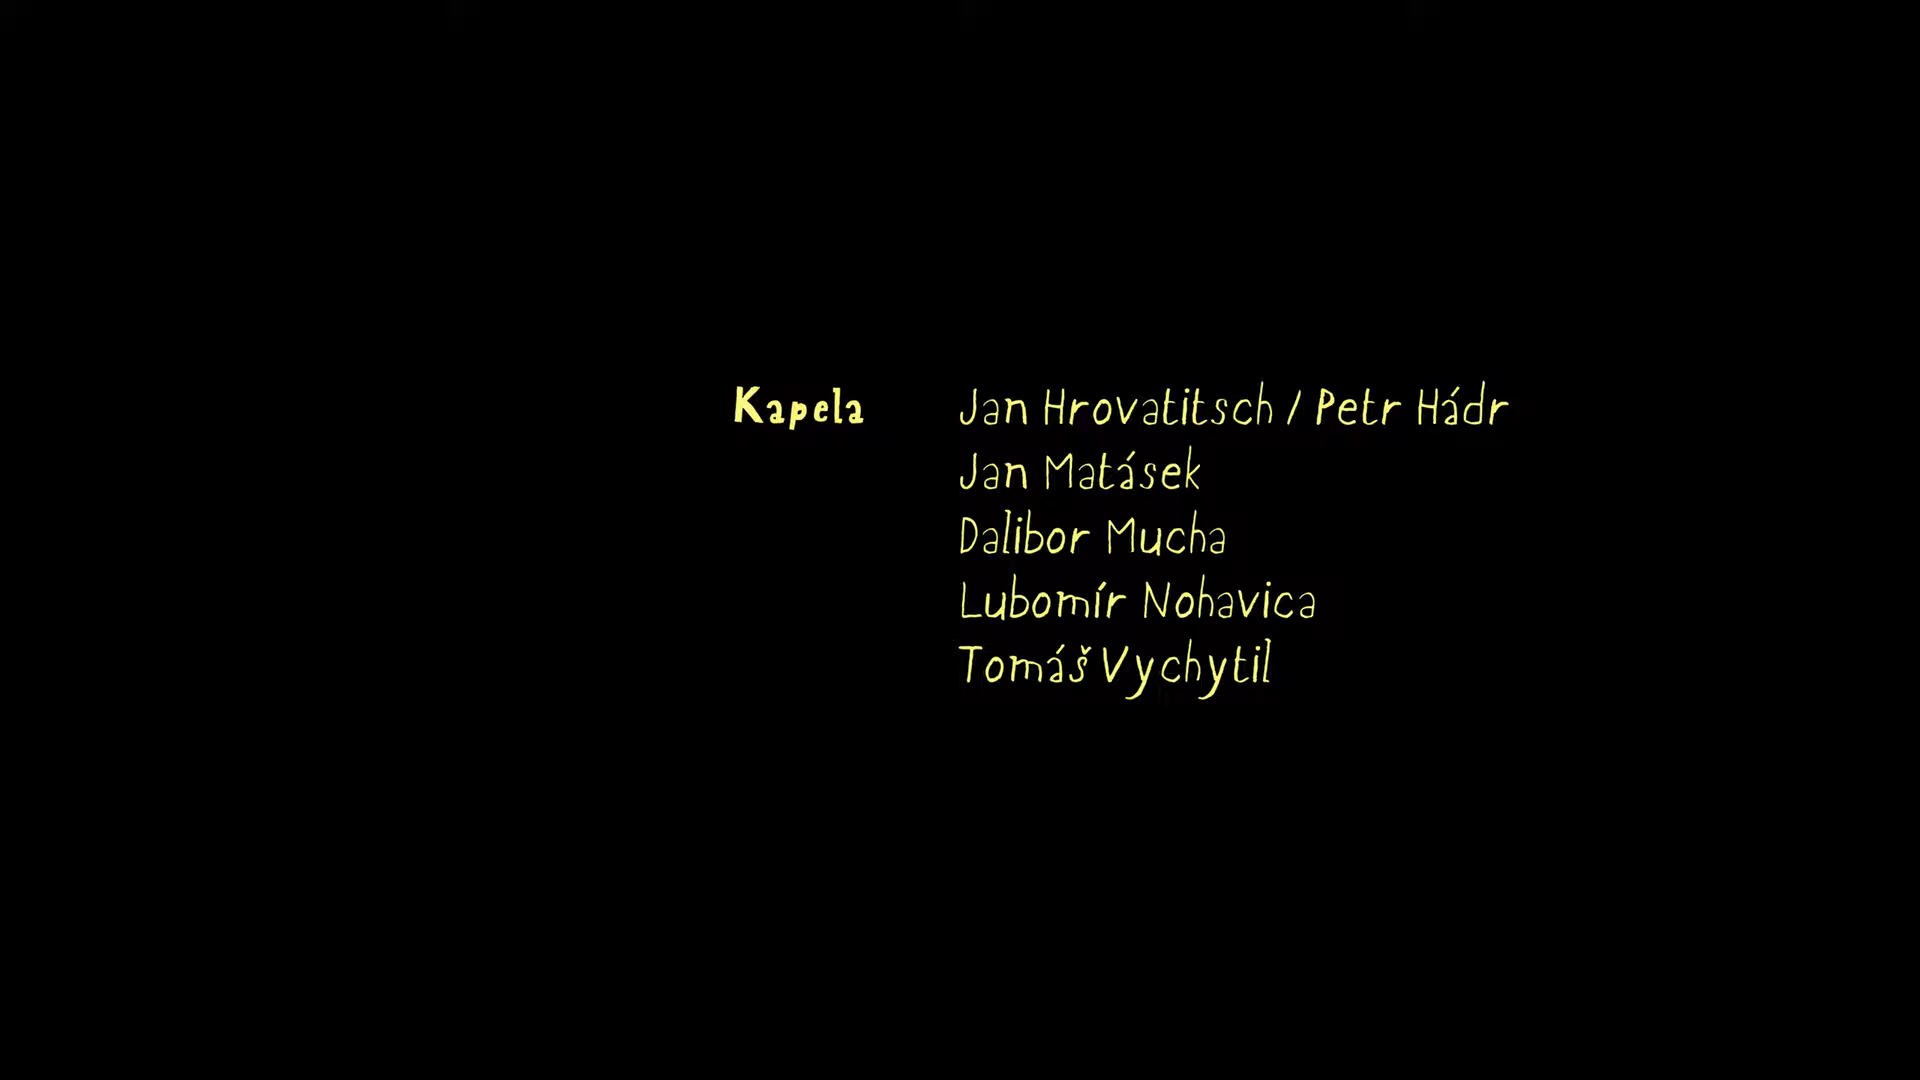 Kapela Jan Hrovatitsch / Petr Hádr
Jan Matásek
Dalibor Mucha
Lubomír Nohavica
Tomáš Vychytil